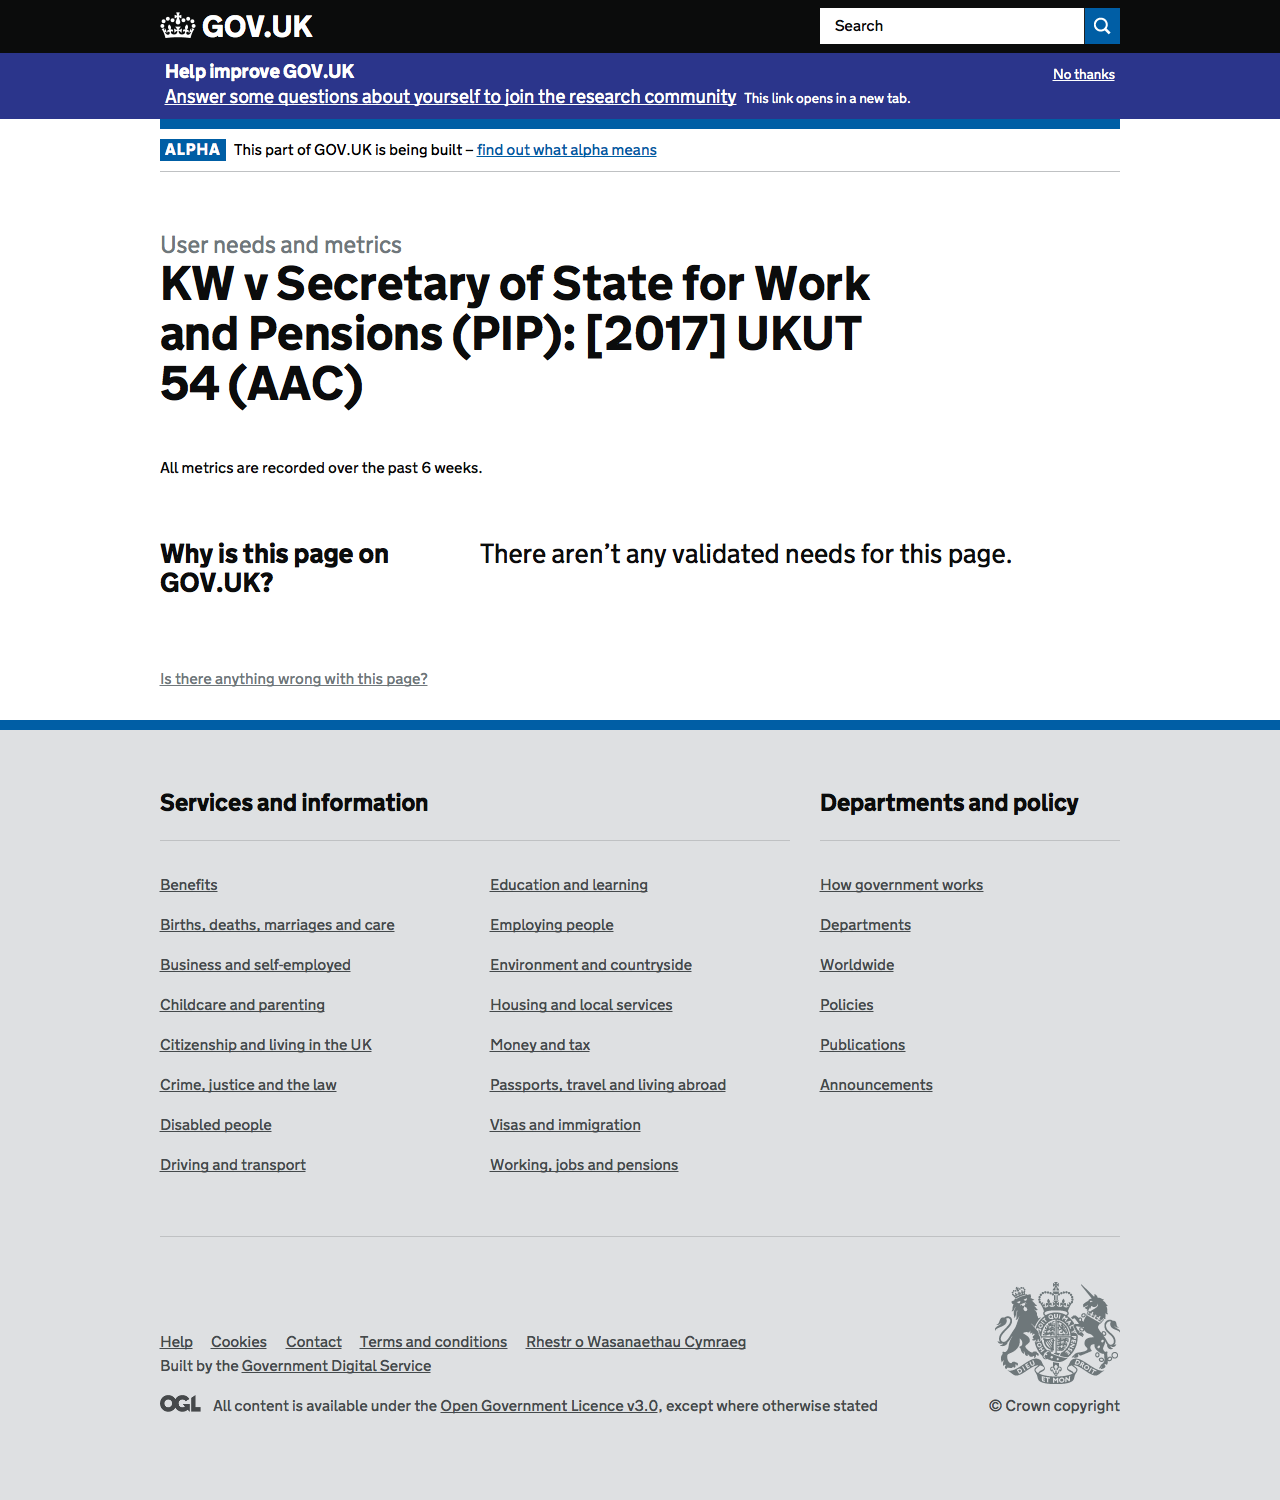 GOV.UK
Search
Help improve GOV.UK
No thanks
Answer some questions about yourself to join the research community This link opens in a new tab.
ALPHA This part of GOV.UK is being built – find out what alpha means
User needs and metrics
KW v Secretary of State for Work
and Pensions (PIP): [2017] UKUT
54 (AAC)
All metrics are recorded over the past 6 weeks.
Why is this page on
GOV.UK?
There aren’t any validated needs for this page.
Is there anything wrong with this page?
Services and information
Benefits
Births, deaths, marriages and care
Business and self-employed
Childcare and parenting
Citizenship and living in the UK
Crime, justice and the law
Disabled people
Driving and transport
Education and learning
Employing people
Environment and countryside
Housing and local services
Money and tax
Passports, travel and living abroad
Visas and immigration
Working, jobs and pensions
Departments and policy
How government works
Departments
Worldwide
Policies
Publications
Announcements
Help Cookies Contact Terms and conditions Rhestr o Wasanaethau Cymraeg
Built by the Government Digital Service
OGL All content is available under the Open Government Licence v3.0, except where otherwise stated
DIEU ET MON DROIT
© Crown copyright